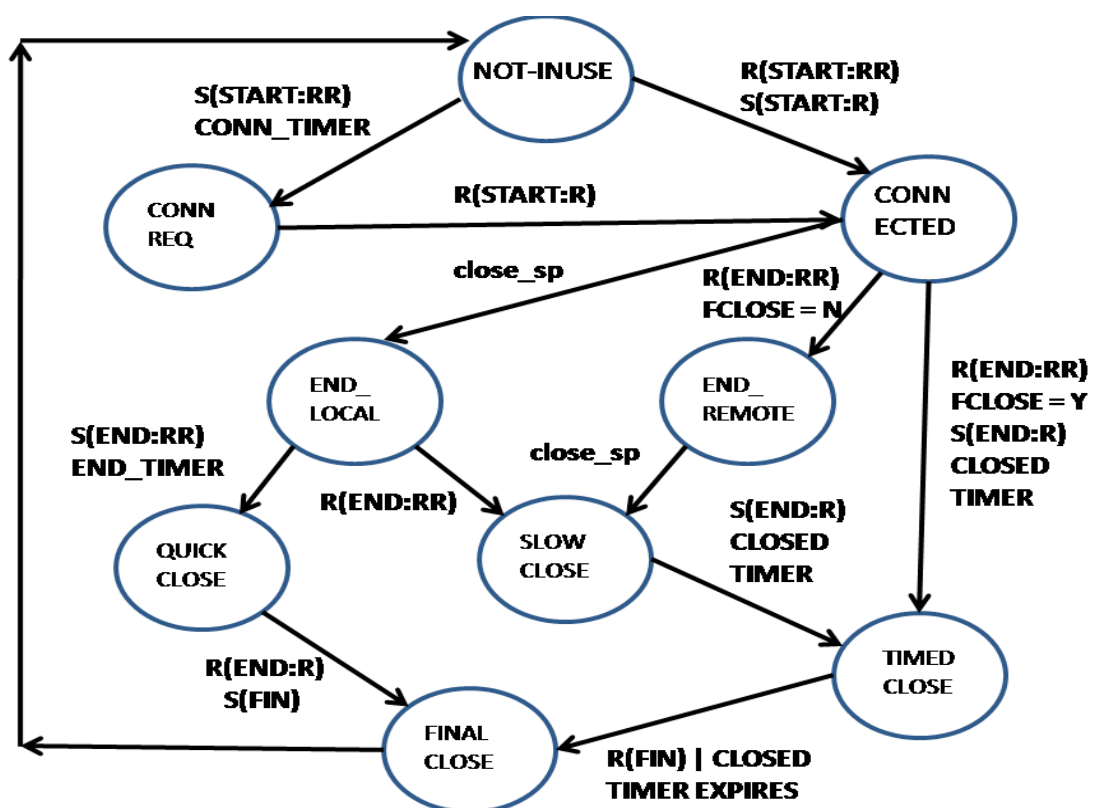 NOT-INUSE
R(START:RR)
S(START:R)
S(START:RR)
CONN_TIMER
CONN
REQ
R(START:R)
CONN
ECTED
close_sp
R(END:RR)
FCLOSE = N
END_
LOCAL
END_
REMOTE
R(END:RR)
FCLOSE = Y
S(END:R)
CLOSED
TIMER
S(END:RR)
END_TIMER
R(END:RR)
close_sp
QUICK
CLOSE
SLOW
CLOSE
S(END:R)
CLOSED
TIMER
R(END:R)
S(FIN)
TIMED
CLOSE
FINAL
CLOSE
R(FIN) | CLOSED
TIMER EXPIRES